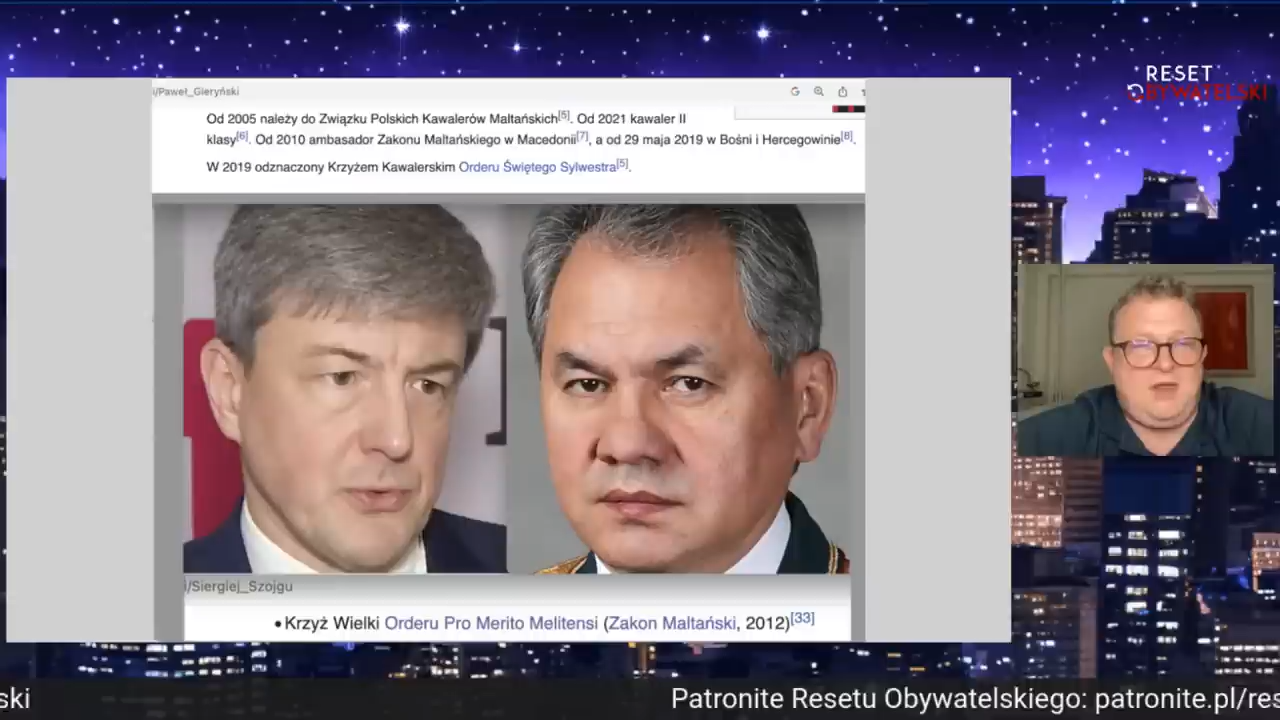 RESET
OBYWATELSKI
i/Paweł_Gieryński
Od 2005 należy do Związku Polskich Kawalerów Maltańskich[5]. Od 2021 kawaler II
klasy[6]. Od 2010 ambasador Zakonu Maltańskiego w Macedonii[7], a od 29 maja 2019 w Bośni i Hercegowinie[8].
W 2019 odznaczony Krzyżem Kawalerskim Orderu Świętego Sylwestra[5].
i/Siergiej_Szojgu
•Krzyż Wielki Orderu Pro Merito Melitensi (Zakon Maltański, 2012)[33]
ski
Patronite Resetu Obywatelskiego: patronite.pl/res